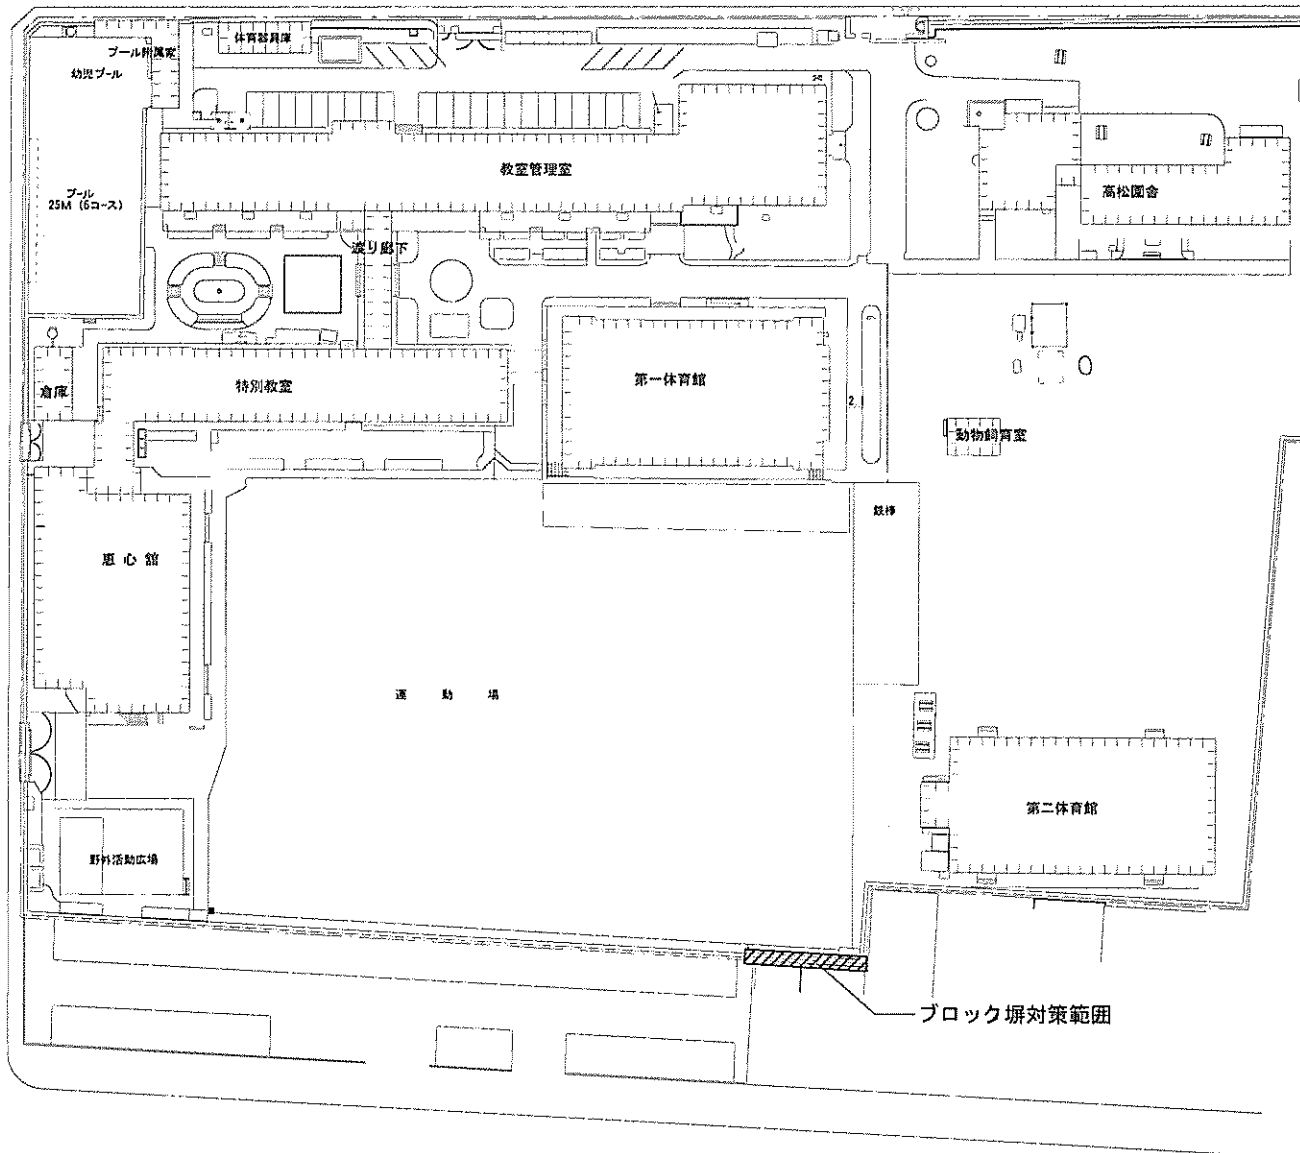 体育器具庫
プール附属室
幼児プール
プール
25M (6コース)
教室管理室
高松園舎
渡り廊下
倉庫
特別教室
第一体育館
2.1
動物飼育室
鉄棒
恵心館
運動場
第二体育館
野外活動広場
ブロック塀対策範囲